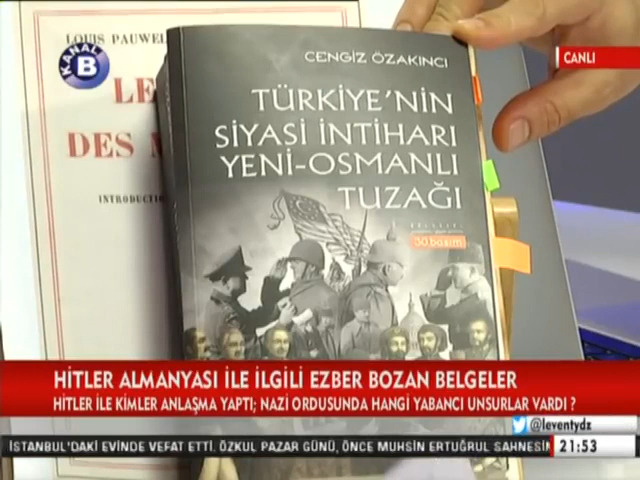 LOUIS PAUWEL
KANAL
B
CANLI
LE
DES M
INTRODUCTION
CENGİZ ÖZAKINCI
TÜRKİYE'NİN
SİYASİ İNTİHARI
YENİ-OSMANLI
TUZAĞI
30.basım
HİTLER ALMANYASI İLE İLGİLİ EZBER BOZAN BELGELER
HİTLER İLE KİMLER ANLAŞMA YAPTI; NAZİ ORDUSUNDA HANGİ YABANCI UNSURLAR VARDI ?
@leventydz
İSTANBUL'DAKİ EVİNDE VEFAT ETTİ. ÖZKUL PAZAR GÜNÜ, ÖNCE MUHSİN ERTUĞRUL SAHNESİN
21:53